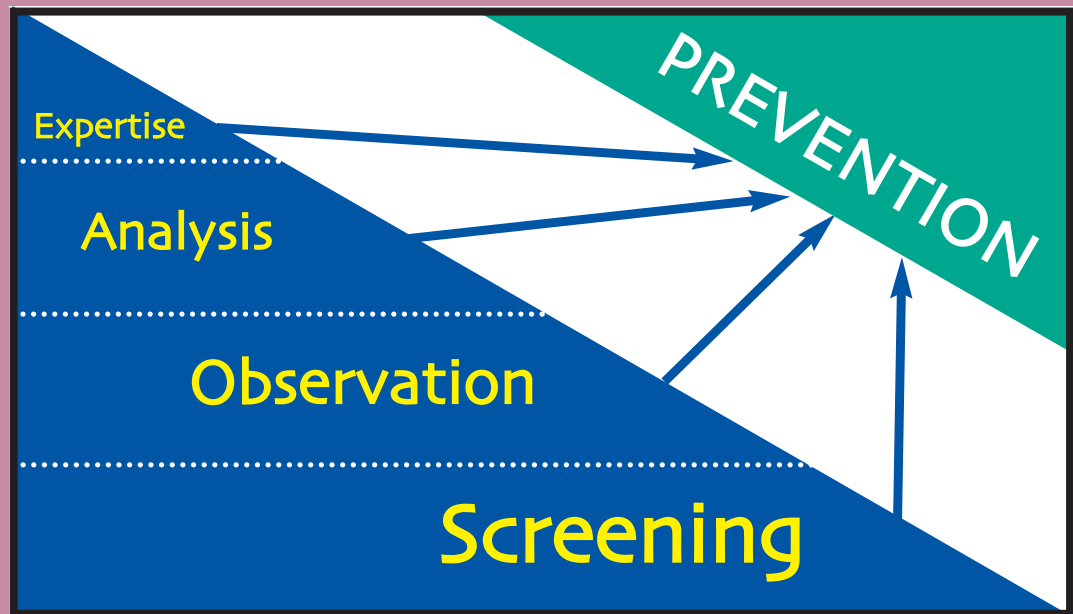 PREVENTION
Expertise
Analysis
Observation
Screening